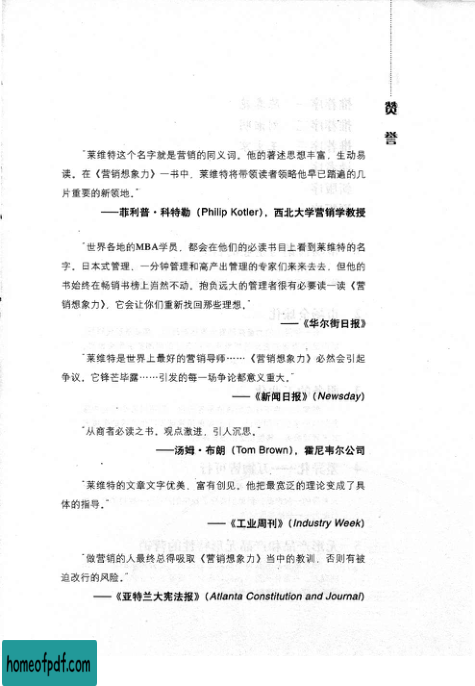 赞誉
“莱维特这个名字就是营销的同义词。他的著述思想丰富，生动易
读。在《营销想象力》一书中，莱维特将带领读者领略他早已踏遍的几
片重要的新领地。”
——菲利普·科特勒（Philip Kotler），西北大学营销学教授
“世界各地的MBA学员，都会在他们的必读书目上看到莱维特的名
字。日本式管理、一分钟管理和高产出管理的专家们来来去去，但他的
书始终在畅销书榜上岿然不动。抱负远大的管理者很有必要读一读《营
销想象力》，它会让你们重新找回那些理想。”
——《华尔街日报》
“莱维特是世界上最好的营销导师……《营销想象力》必然会引起
争议。它锋芒毕露……引发的每一场争论都意义重大。”
——《新闻日报》（Newsday）
“从商者必读之书。观点激进，引人沉思。”
——汤姆·布朗（Tom Brown），霍尼韦尔公司
“莱维特的文章文字优美，富有创见。他把最宽泛的理论变成了具
体的指导。”
——《工业周刊》（Industry Week）
“做营销的人最终总得吸取《营销想象力》当中的教训，否则有被
迫改行的风险。”
——《亚特兰大宪法报》（Atlanta Constitution and Journal）
homeofpdf.com